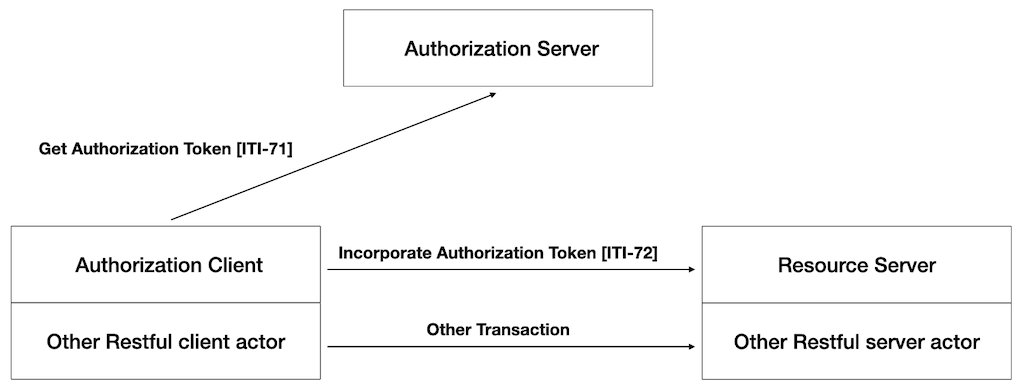 Authorization Server
Get Authorization Token [ITI-71]
Incorporate Authorization Token [ITI-72]
Authorization Client
Resource Server
Other Transaction
Other Restful client actor
Other Restful server actor